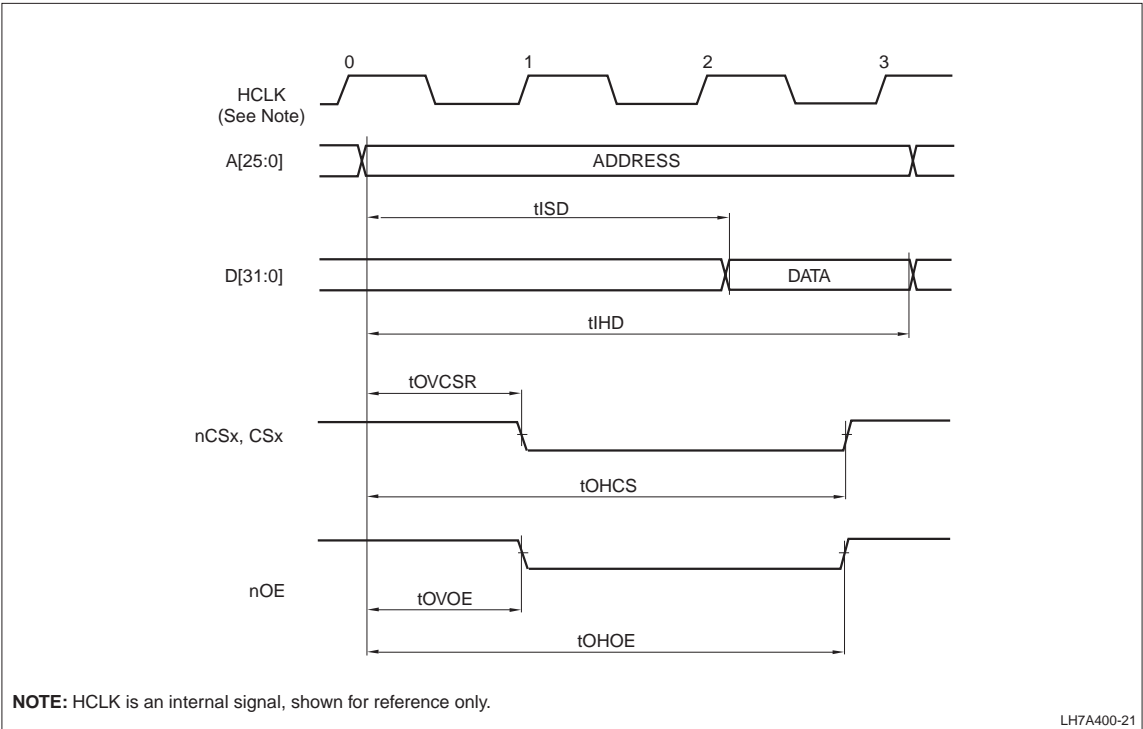 0 1 2 3
HCLK
(See Note)
A[25:0] ADDRESS
tISD
D[31:0] DATA
tIHD
tOVCSR
nCSx, CSx
tOHCS
nOE
tOVOE
tOHOE
NOTE: HCLK is an internal signal, shown for reference only.
LH7A400-21